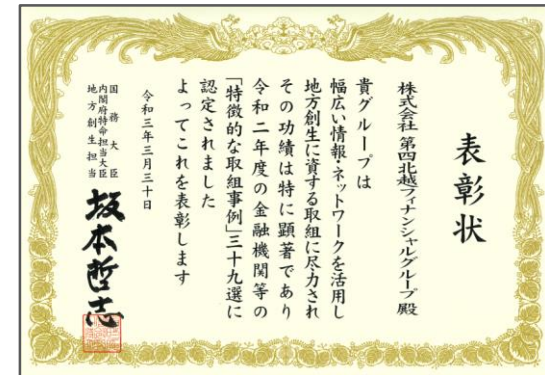 表彰状
株式会社 第四北越フィナンシャルグループ殿
貴グループは
幅広い情報・ネットワークを活用し
地方創生に資する取組に尽力され
その功績は特に顕著であり
令和二年度の金融機関等の
「特徴的な取組事例」三十九選に
認定されました
よってこれを表彰します
令和三年三月三十日
国務大臣
内閣府特命担当大臣
地方創生担当
坂本哲志